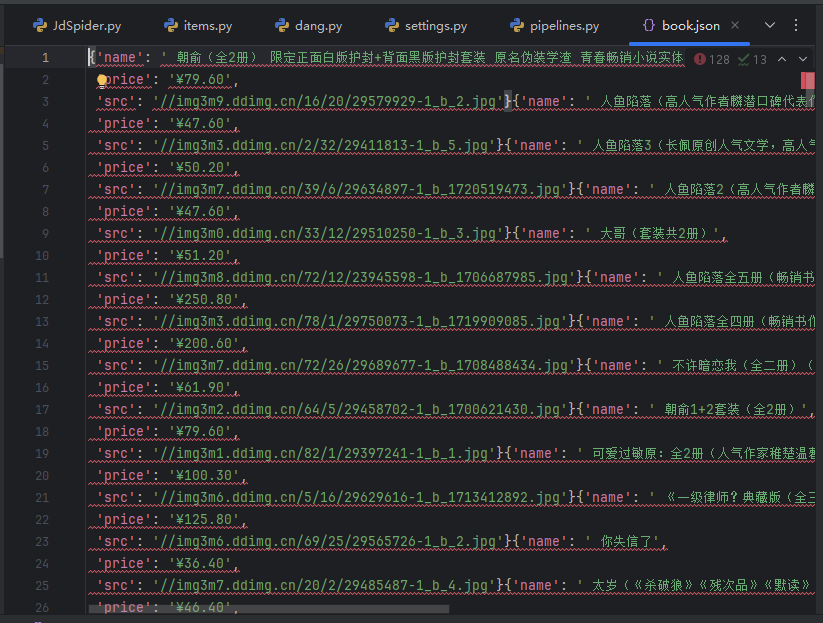 JdSpider.py items.py dang.py settings.py pipelines.py {} book.json
1 {'name': ' 朝俞（全2册） 限定正面白版护封+背面黑版护封套装 原名伪装学渣 青春畅销小说实体 128 13
2 'price': '¥79.60',
3 'src': '//img3m9.ddimg.cn/16/20/29579929-1_b_2.jpg'}{'name': ' 人鱼陷落（高人气作者麟潜口碑代表作
4 'price': '¥47.60',
5 'src': '//img3m3.ddimg.cn/2/32/29411813-1_b_5.jpg'}{'name': ' 人鱼陷落3（长佩原创人气文学，高人气
6 'price': '¥50.20',
7 'src': '//img3m7.ddimg.cn/39/6/29634897-1_b_1720519473.jpg'}{'name': ' 人鱼陷落2（高人气作者麟
8 'price': '¥47.60',
9 'src': '//img3m0.ddimg.cn/33/12/29510250-1_b_3.jpg'}{'name': ' 大哥（套装共2册）',
10 'price': '¥51.20',
11 'src': '//img3m8.ddimg.cn/72/12/23945598-1_b_1706687985.jpg'}{'name': ' 人鱼陷落全五册（畅销书
12 'price': '¥250.80',
13 'src': '//img3m3.ddimg.cn/78/1/29750073-1_b_1719909085.jpg'}{'name': ' 人鱼陷落全四册（畅销书作
14 'price': '¥200.60',
15 'src': '//img3m7.ddimg.cn/72/26/29689677-1_b_1708488434.jpg'}{'name': ' 不许暗恋我（全二册）（
16 'price': '¥61.90',
17 'src': '//img3m2.ddimg.cn/64/5/29458702-1_b_1700621430.jpg'}{'name': ' 朝俞1+2套装（全2册）',
18 'price': '¥79.60',
19 'src': '//img3m1.ddimg.cn/82/1/29397241-1_b_1.jpg'}{'name': ' 可爱过敏原：全2册（人气作家稚楚温馨
20 'price': '¥100.30',
21 'src': '//img3m6.ddimg.cn/5/16/29629616-1_b_1713412892.jpg'}{'name': ' 《一级律师？典藏版（全三
22 'price': '¥125.80',
23 'src': '//img3m6.ddimg.cn/69/25/29565726-1_b_2.jpg'}{'name': ' 你失信了',
24 'price': '¥36.40',
25 'src': '//img3m7.ddimg.cn/20/2/29485487-1_b_4.jpg'}{'name': ' 太岁（《杀破狼》《残次品》《默读》
26 'price': '¥46.40',